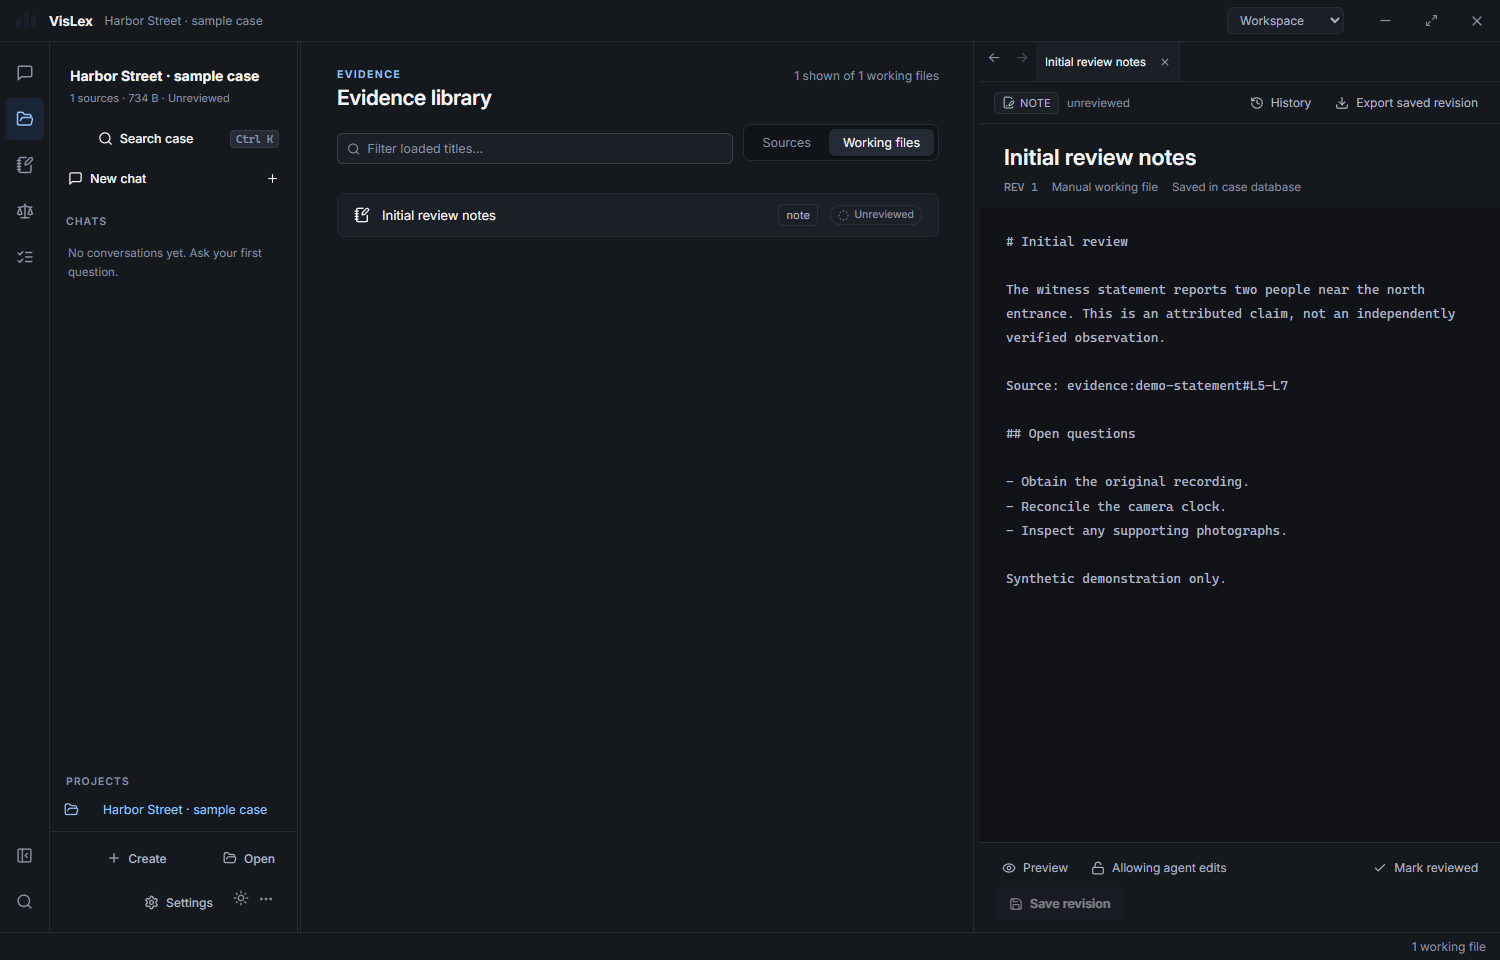 VisLex Harbor Street · sample case
Workspace
Harbor Street · sample case
1 sources · 734 B · Unreviewed
Search case Ctrl K
New chat
CHATS
No conversations yet. Ask your first
question.
PROJECTS
Harbor Street · sample case
Create Open
Settings
EVIDENCE
Evidence library
1 shown of 1 working files
Filter loaded titles...
Sources Working files
Initial review notes note Unreviewed
Initial review notes
NOTE unreviewed History Export saved revision
Initial review notes
REV 1 Manual working file Saved in case database
# Initial review
The witness statement reports two people near the north
entrance. This is an attributed claim, not an independently
verified observation.
Source: evidence:demo-statement#L5-L7
## Open questions
- Obtain the original recording.
- Reconcile the camera clock.
- Inspect any supporting photographs.
Synthetic demonstration only.
Preview Allowing agent edits Mark reviewed
Save revision
1 working file